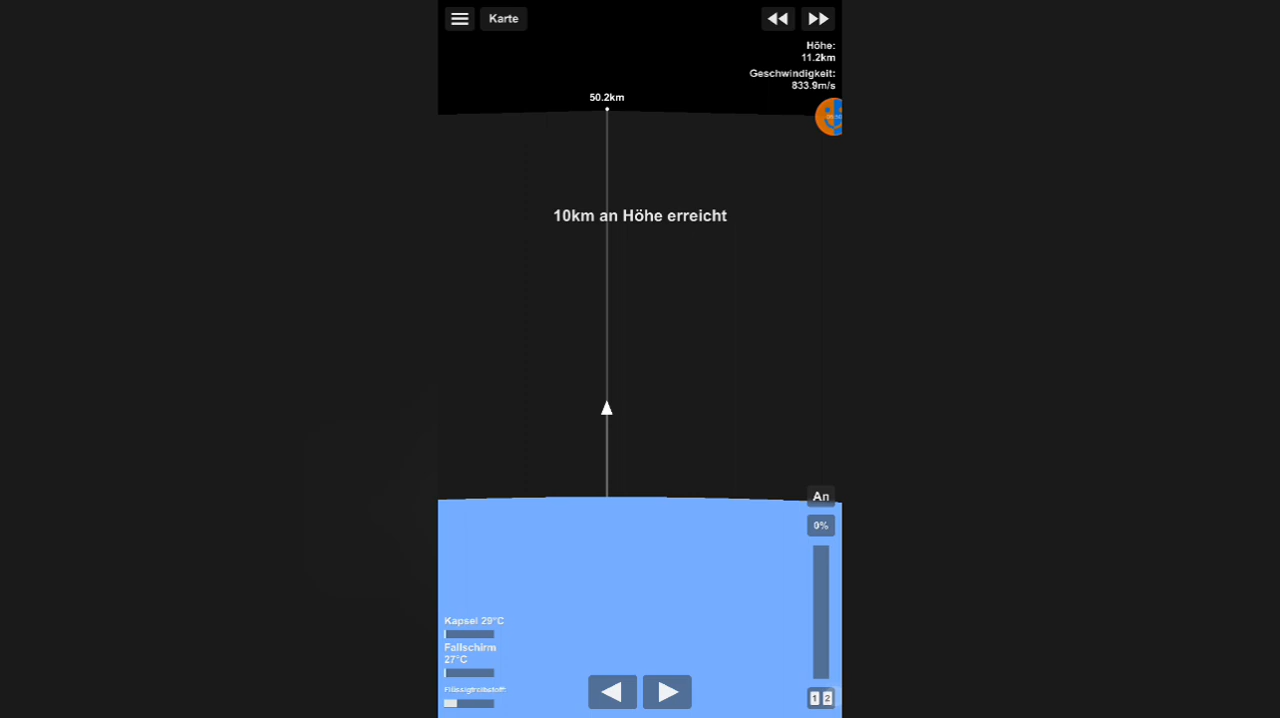 Karte
Höhe:
11.2km
Geschwindigkeit:
833.9m/s
50.2km
10km an Höhe erreicht
An
0%
Kapsel 29°C
Fallschirm
27°C
Flüssigtreibstoff:
1 2